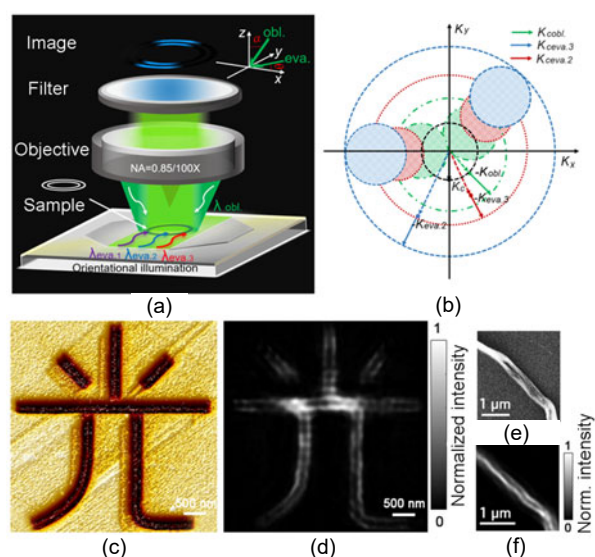 Image
Filter
Objective
NA=0.85/100X
Sample
λ obl.
λeva.1 λeva.2 λeva.3
Orientational illumination
z
obl.
α
y
eva.
φ
x
(a)
Ky
Kcobl.
Kceva.3
Kceva.2
Kx
-Kobl.
Kc
-Keva.3
-Keva.2
(b)
光
500 nm
(c)
500 nm
1
Normalized intensity
0
(d)
1 μm
(e)
1 μm
1
Norm. intensity
0
(f)